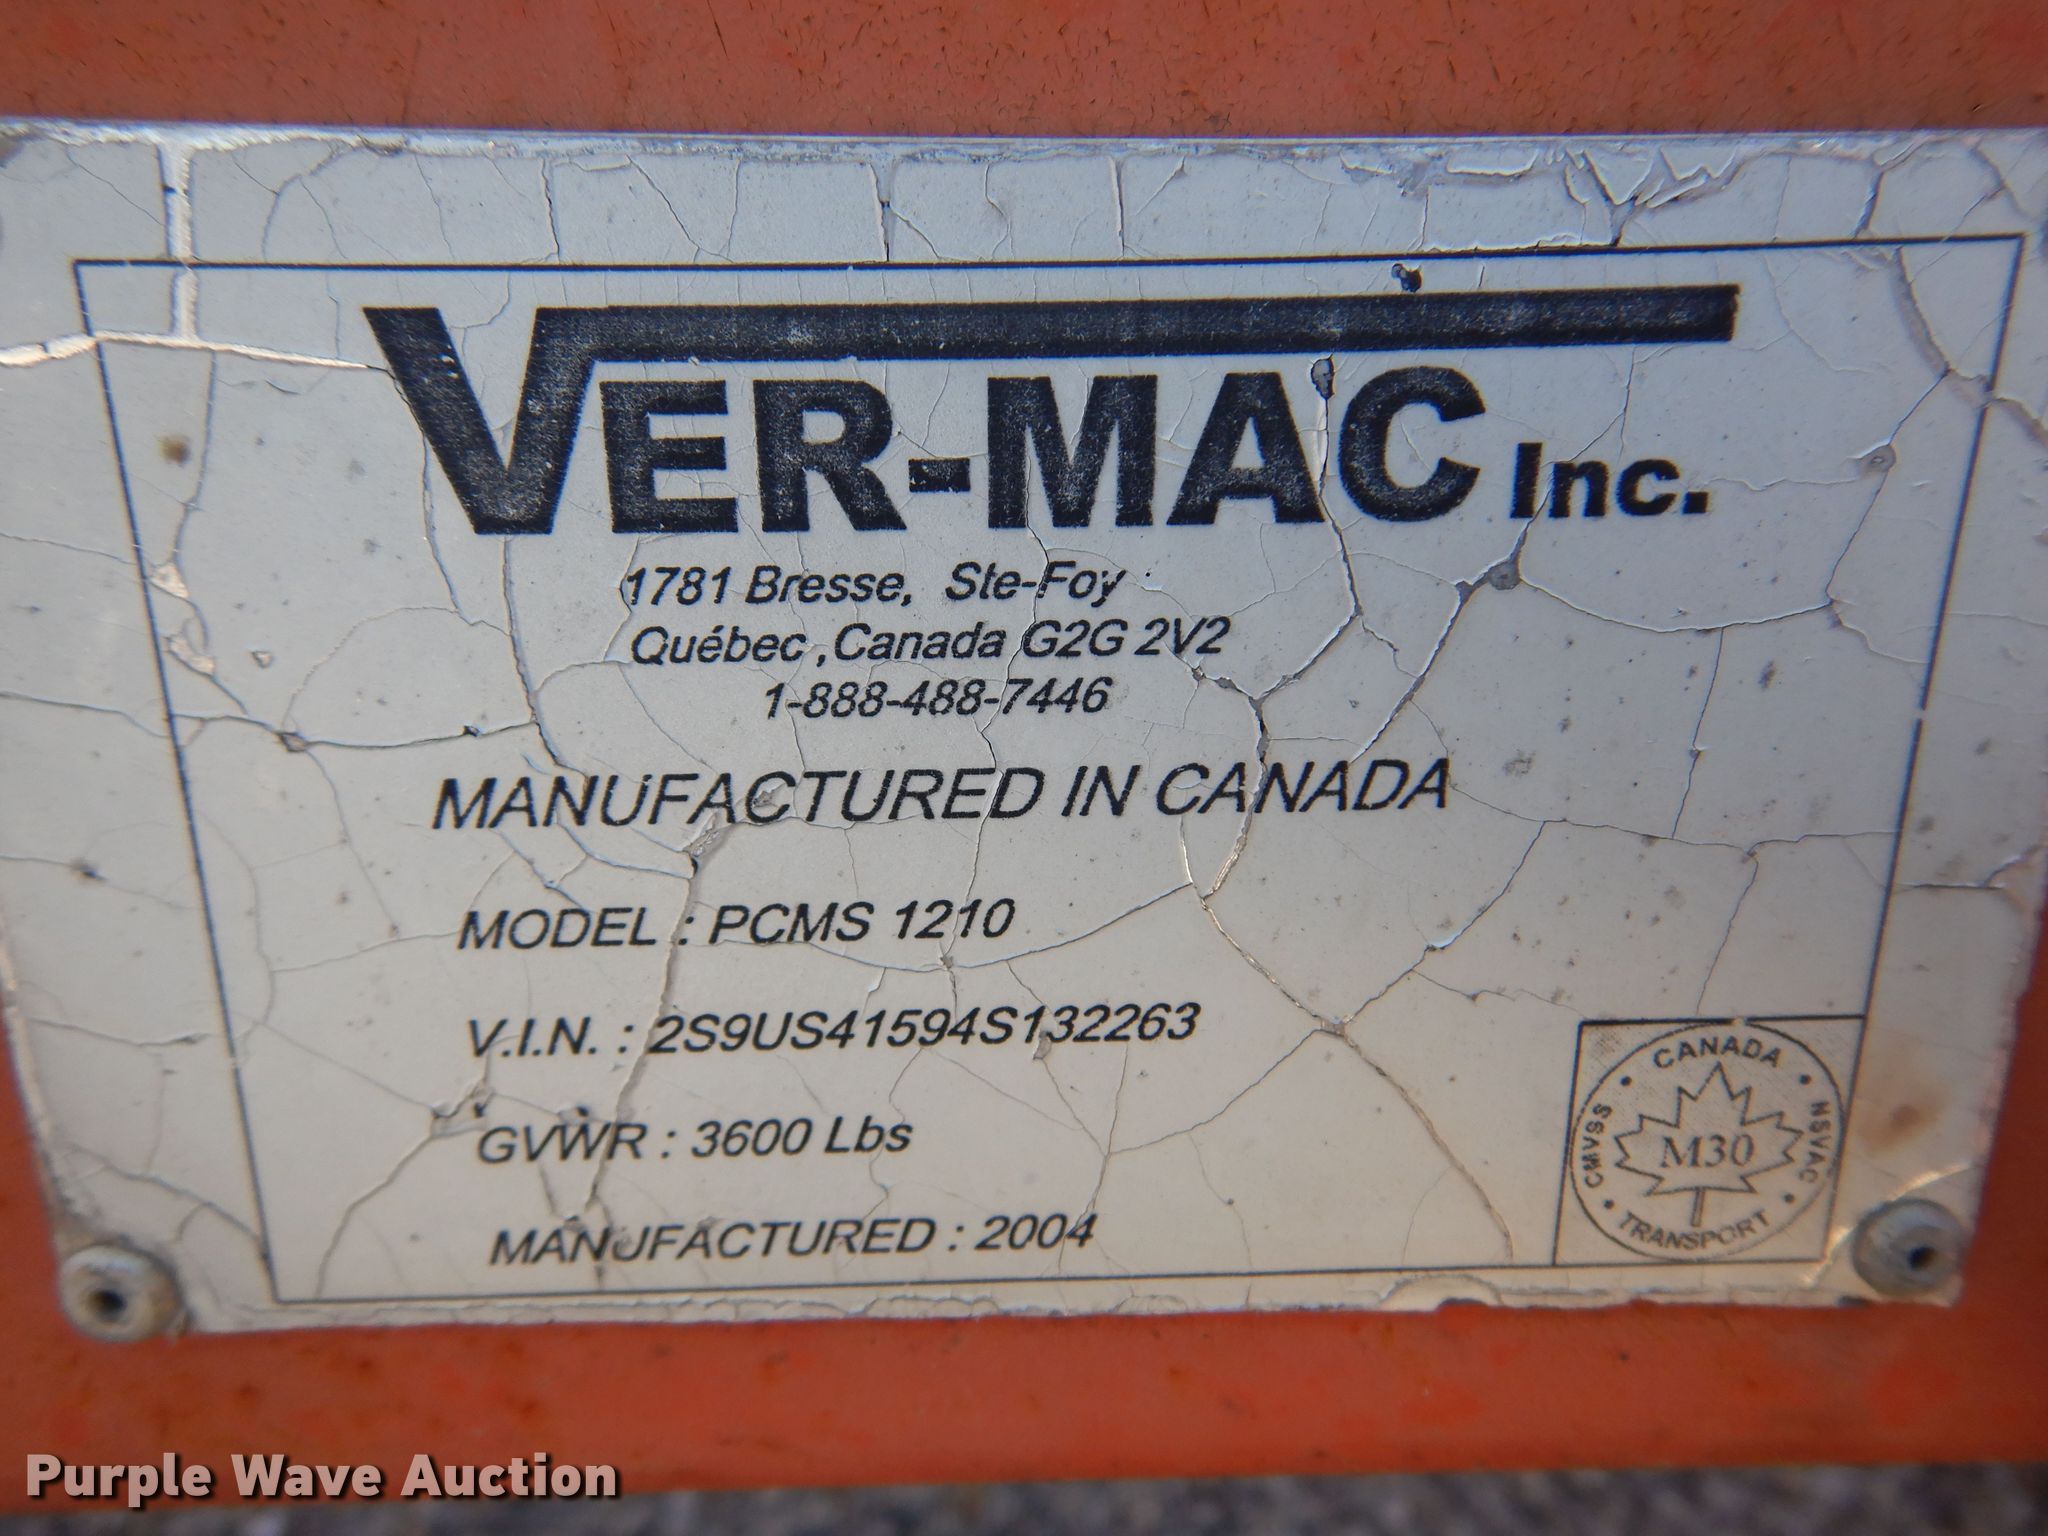 VER-MAC Inc.
1781 Bresse, Ste-Foy
Québec ,Canada G2G 2V2
1-888-488-7446
MANUFACTURED IN CANADA
MODEL : PCMS 1210
V.I.N. : 2S9US41594S132263
GVWR : 3600 Lbs
MANUFACTURED : 2004
CANADA
CMVSS
M30
NSVAC
TRANSPORT
Purple Wave Auction